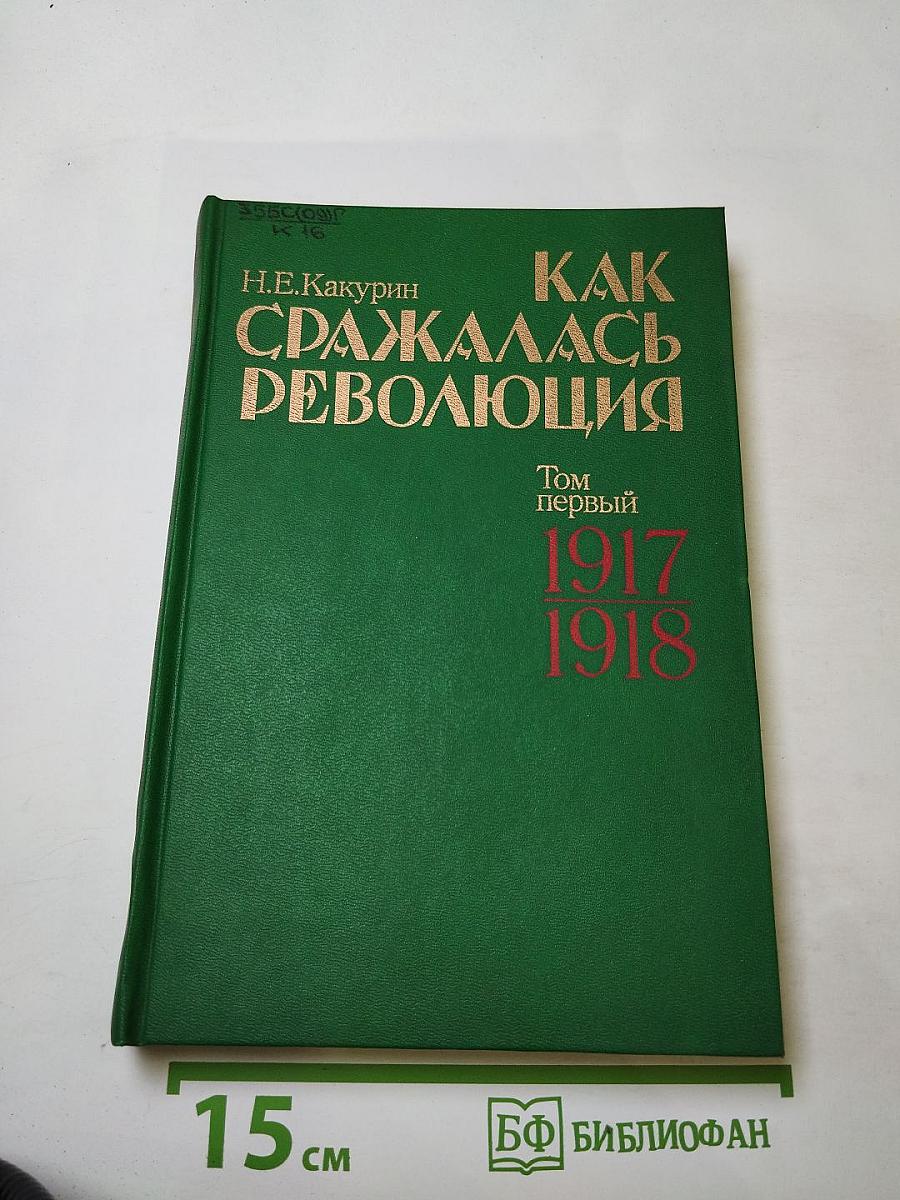 К 16
Н.Е.Какурин
КАК
СРАЖАЛАСЬ
РЕВОЛЮЦИЯ
Том
первый
1917
1918
15 см
БФ БИБЛИОФАН